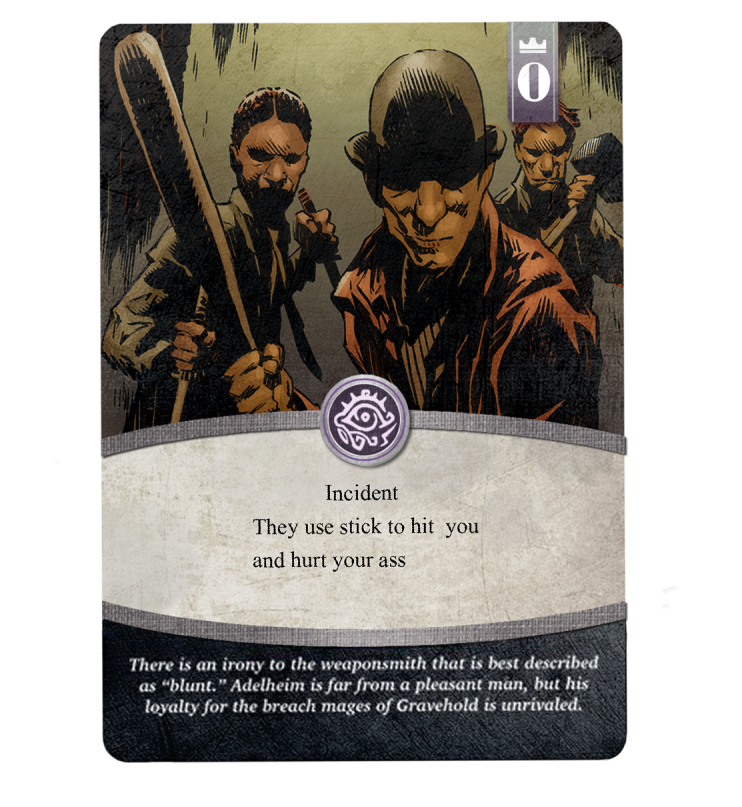 0
Incident
They use stick to hit you
and hurt your ass
There is an irony to the weaponsmith that is best described
as “blunt.” Adelheim is far from a pleasant man, but his
loyalty for the breach mages of Gravehold is unrivaled.